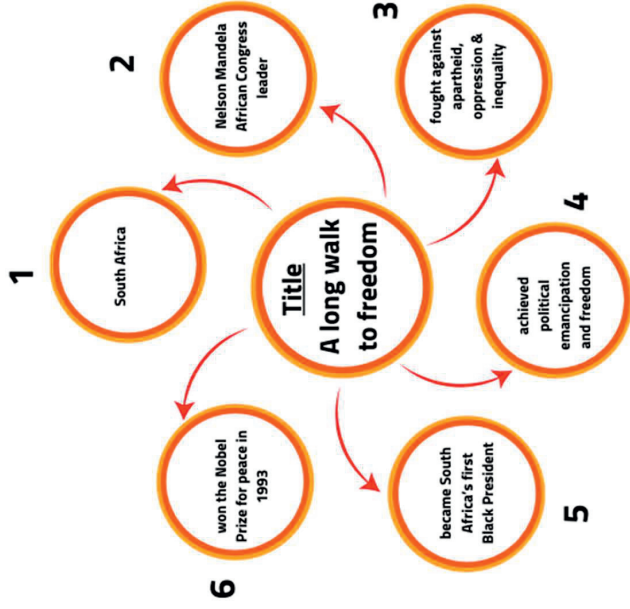 Title
A long walk
to freedom
1
South Africa
2
Nelson Mandela
African Congress
leader
3
fought against
apartheid,
oppression &
inequality
4
achieved
political
emancipation
and freedom
5
became South
Africa's first
Black President
6
won the Nobel
Prize for peace in
1993